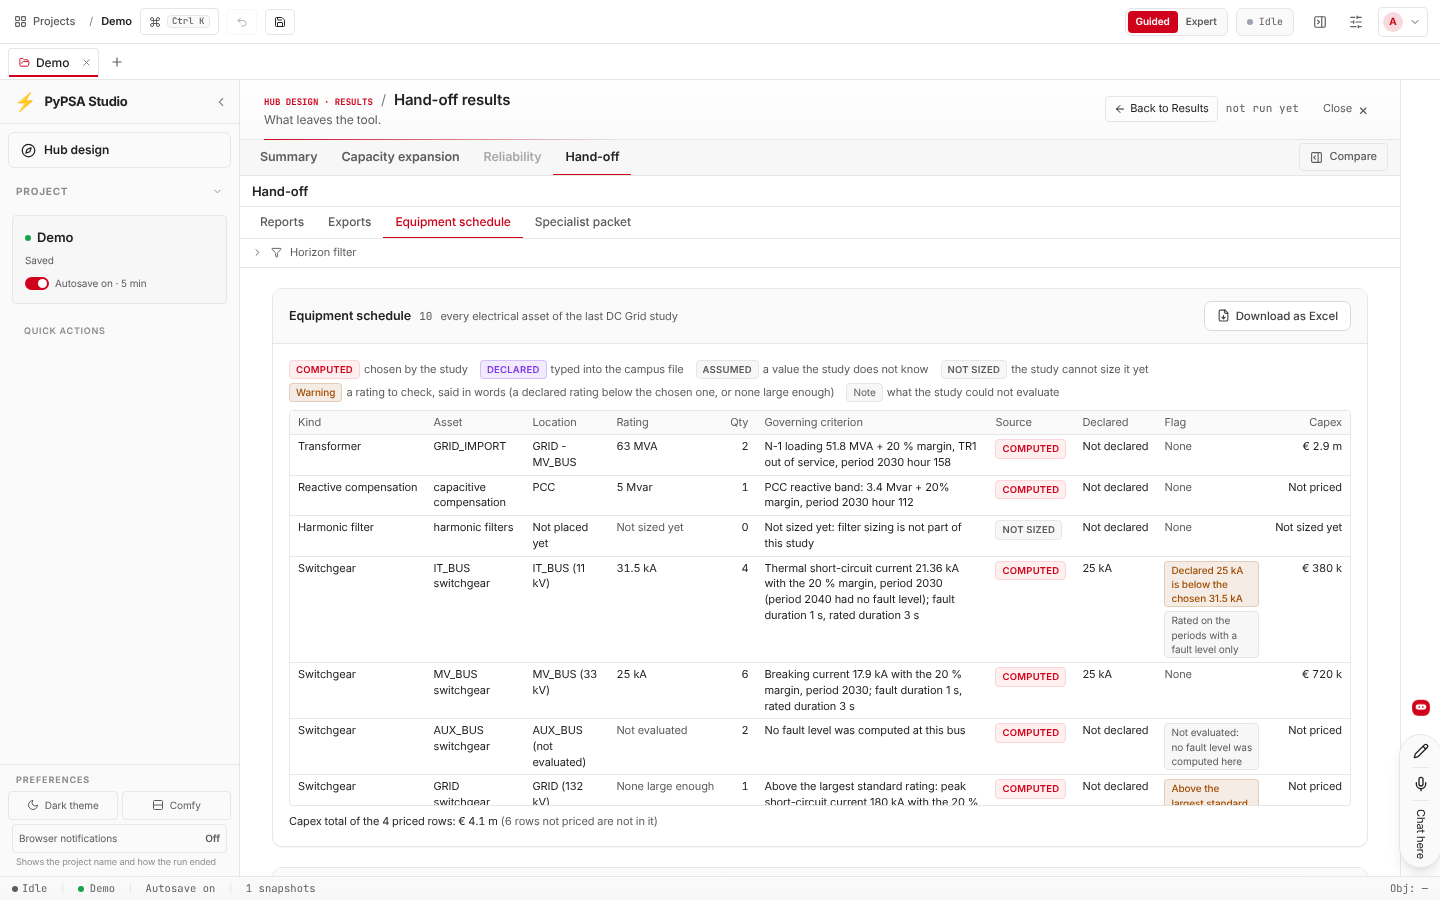 Projects / Demo Ctrl K Guided Expert Idle A
Demo
PyPSA Studio
Hub design
PROJECT
Demo
Saved
Autosave on · 5 min
QUICK ACTIONS
PREFERENCES
Dark theme Comfy
Browser notifications Off
Shows the project name and how the run ended
HUB DESIGN · RESULTS / Hand-off results
What leaves the tool.
Back to Results not run yet Close
Summary Capacity expansion Reliability Hand-off Compare
Hand-off
Reports Exports Equipment schedule Specialist packet
Horizon filter
Equipment schedule 10 every electrical asset of the last DC Grid study Download as Excel
COMPUTED chosen by the study DECLARED typed into the campus file ASSUMED a value the study does not know NOT SIZED the study cannot size it yet
Warning a rating to check, said in words (a declared rating below the chosen one, or none large enough) Note what the study could not evaluate
Kind Asset Location Rating Qty Governing criterion Source Declared Flag Capex
Transformer GRID_IMPORT GRID - 63 MVA 2 N-1 loading 51.8 MVA + 20 % margin, TR1 COMPUTED Not declared None € 2.9 m
MV_BUS out of service, period 2030 hour 158
Reactive compensation capacitive PCC 5 Mvar 1 PCC reactive band: 3.4 Mvar + 20% COMPUTED Not declared None Not priced
compensation margin, period 2030 hour 112
Harmonic filter harmonic filters Not placed Not sized yet 0 Not sized yet: filter sizing is not part of NOT SIZED Not declared None Not sized yet
yet this study
Switchgear IT_BUS IT_BUS (11 31.5 kA 4 Thermal short-circuit current 21.36 kA COMPUTED 25 kA Declared 25 kA € 380 k
switchgear kV) with the 20 % margin, period 2030 is below the
(period 2040 had no fault level); fault chosen 31.5 kA
duration 1 s, rated duration 3 s Rated on the
periods with a
fault level only
Switchgear MV_BUS MV_BUS (33 25 kA 6 Breaking current 17.9 kA with the 20 % COMPUTED 25 kA None € 720 k
switchgear kV) margin, period 2030; fault duration 1 s,
rated duration 3 s
Switchgear AUX_BUS AUX_BUS Not evaluated 2 No fault level was computed at this bus COMPUTED Not declared Not evaluated: Not priced
switchgear (not no fault level was
evaluated) computed here
Switchgear GRID GRID (132 None large enough 1 Above the largest standard rating: peak COMPUTED Not declared Above the Not priced
switchgear kV) short-circuit current 180 kA with the 20 % largest standard
Capex total of the 4 priced rows: € 4.1 m (6 rows not priced are not in it)
Chat here
Idle Demo Autosave on 1 snapshots Obj: —